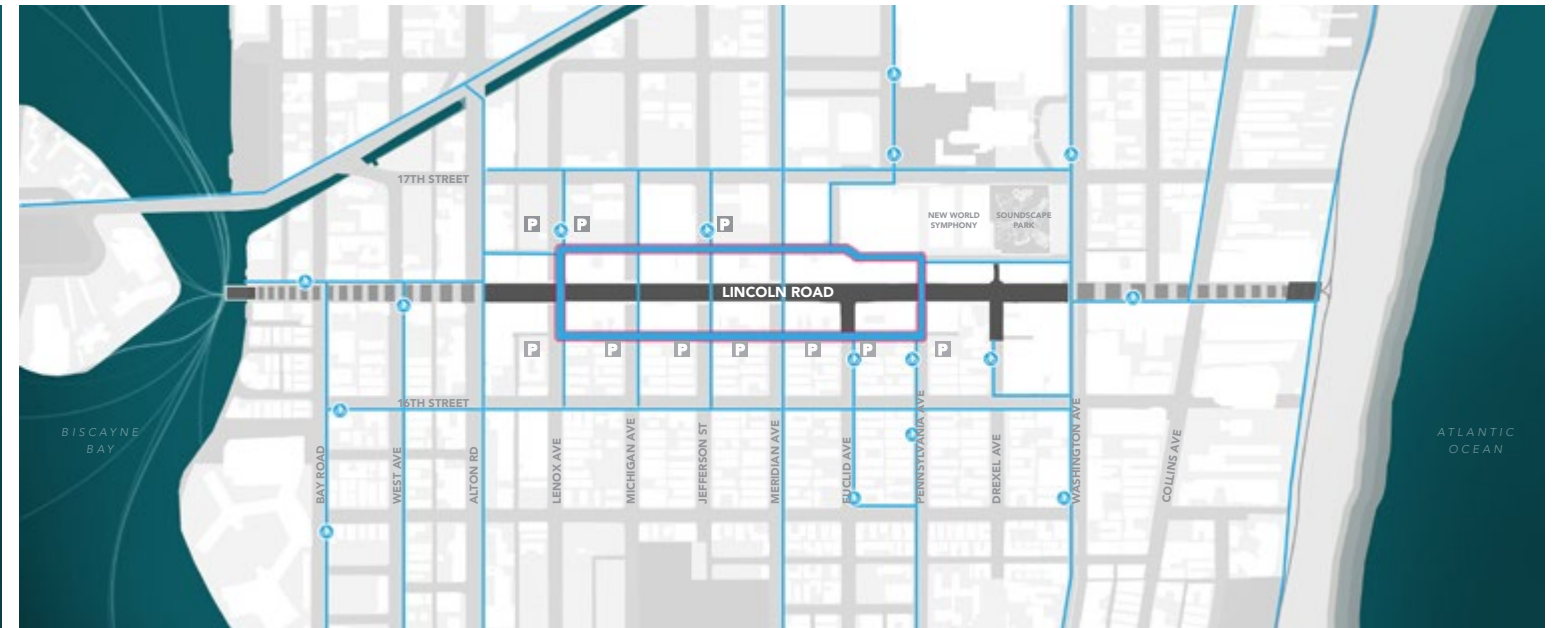 17TH STREET
P
P
P
NEW WORLD
SYMPHONY
SOUNDSCAPE
PARK
LINCOLN ROAD
P
P
P
P
P
P
P
16TH STREET
BISCAYNE
BAY
ATLANTIC
OCEAN
BAY ROAD
WEST AVE
ALTON RD
LENOX AVE
MICHIGAN AVE
JEFFERSON ST
MERIDIAN AVE
EUCLID AVE
PENNSYLVANIA AVE
DREXEL AVE
WASHINGTON AVE
COLLINS AVE